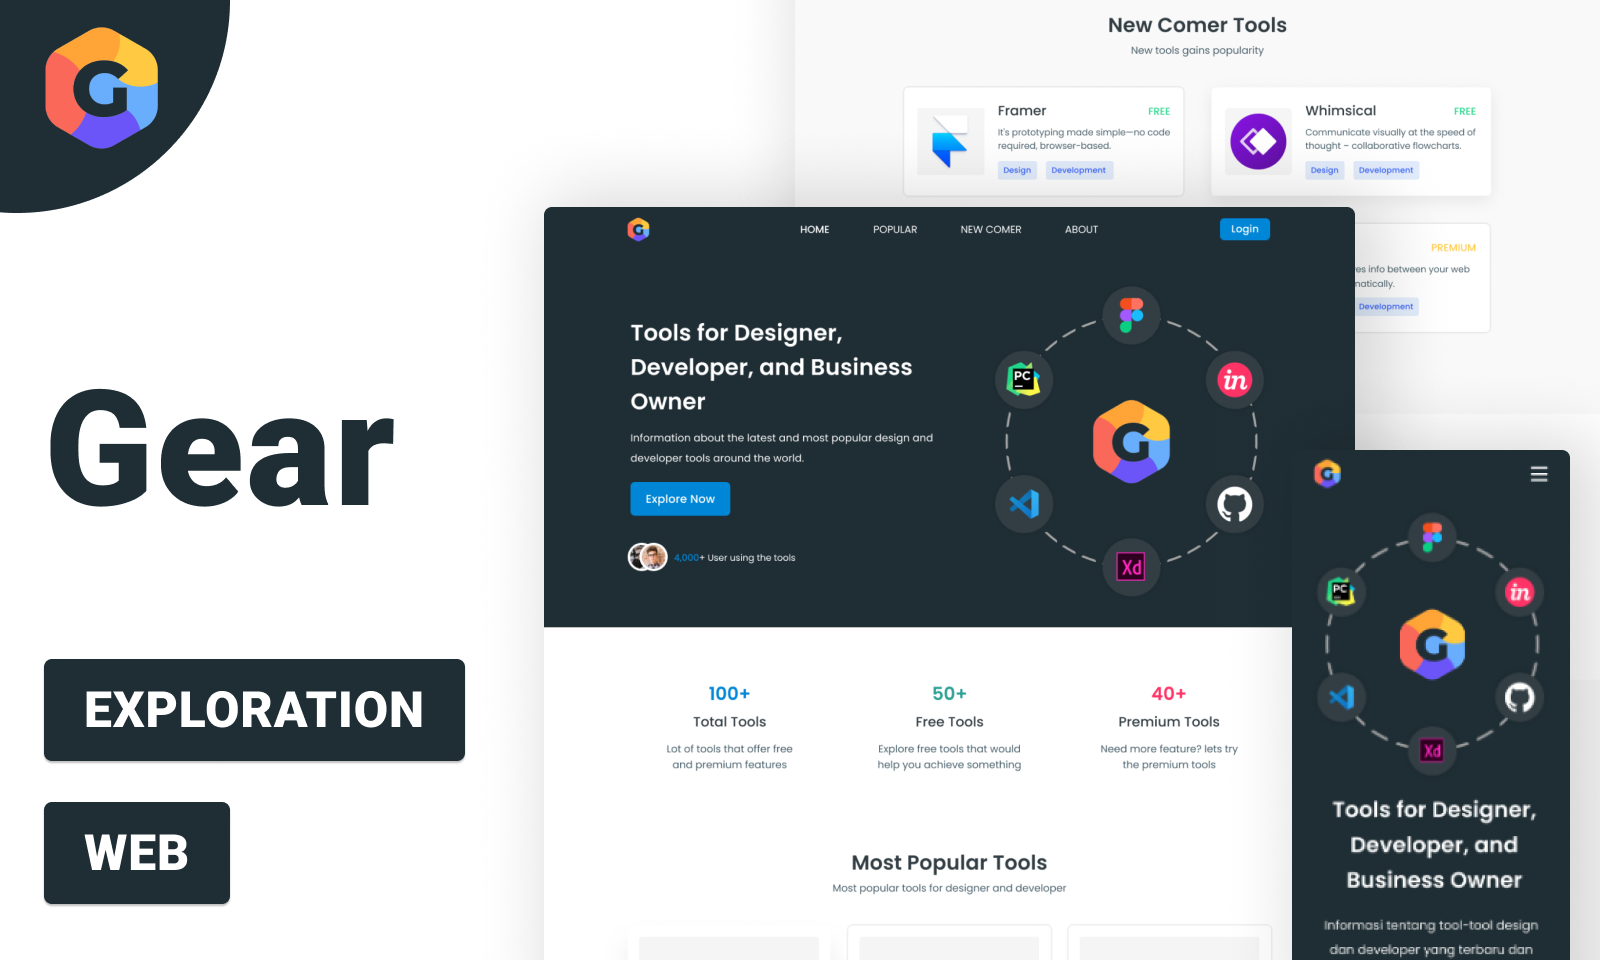 G
Gear
EXPLORATION
WEB
New Comer Tools
New tools gains popularity
Framer
FREE
It's prototyping made simple—no code
required, browser-based.
Design
Development
Whimsical
FREE
Communicate visually at the speed of
thought – collaborative flowcharts.
Design
Development
PREMIUM
es info between your web
natically.
Development
G
HOME
POPULAR
NEW COMER
ABOUT
Login
Tools for Designer,
Developer, and Business
Owner
Information about the latest and most popular design and
developer tools around the world.
Explore Now
4,000+ User using the tools
PC
in
G
Xd
100+
Total Tools
Lot of tools that offer free
and premium features
50+
Free Tools
Explore free tools that would
help you achieve something
40+
Premium Tools
Need more feature? lets try
the premium tools
Most Popular Tools
Most popular tools for designer and developer
G
PC
in
G
Xd
Tools for Designer,
Developer, and
Business Owner
Informasi tentang tool-tool design
dan developer yang terbaru dan